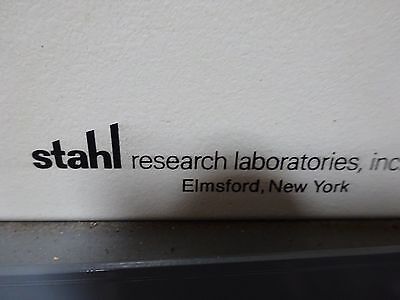 stahl research laboratories, inc.
Elmsford, New York